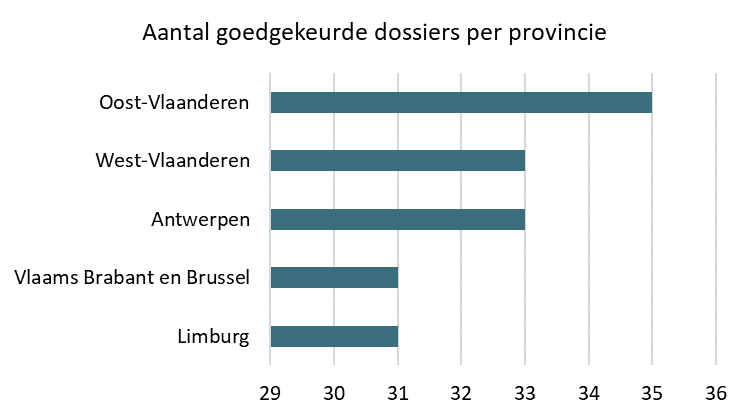 Aantal goedgekeurde dossiers per provincie
Oost-Vlaanderen
West-Vlaanderen
Antwerpen
Vlaams Brabant en Brussel
Limburg
29 30 31 32 33 34 35 36